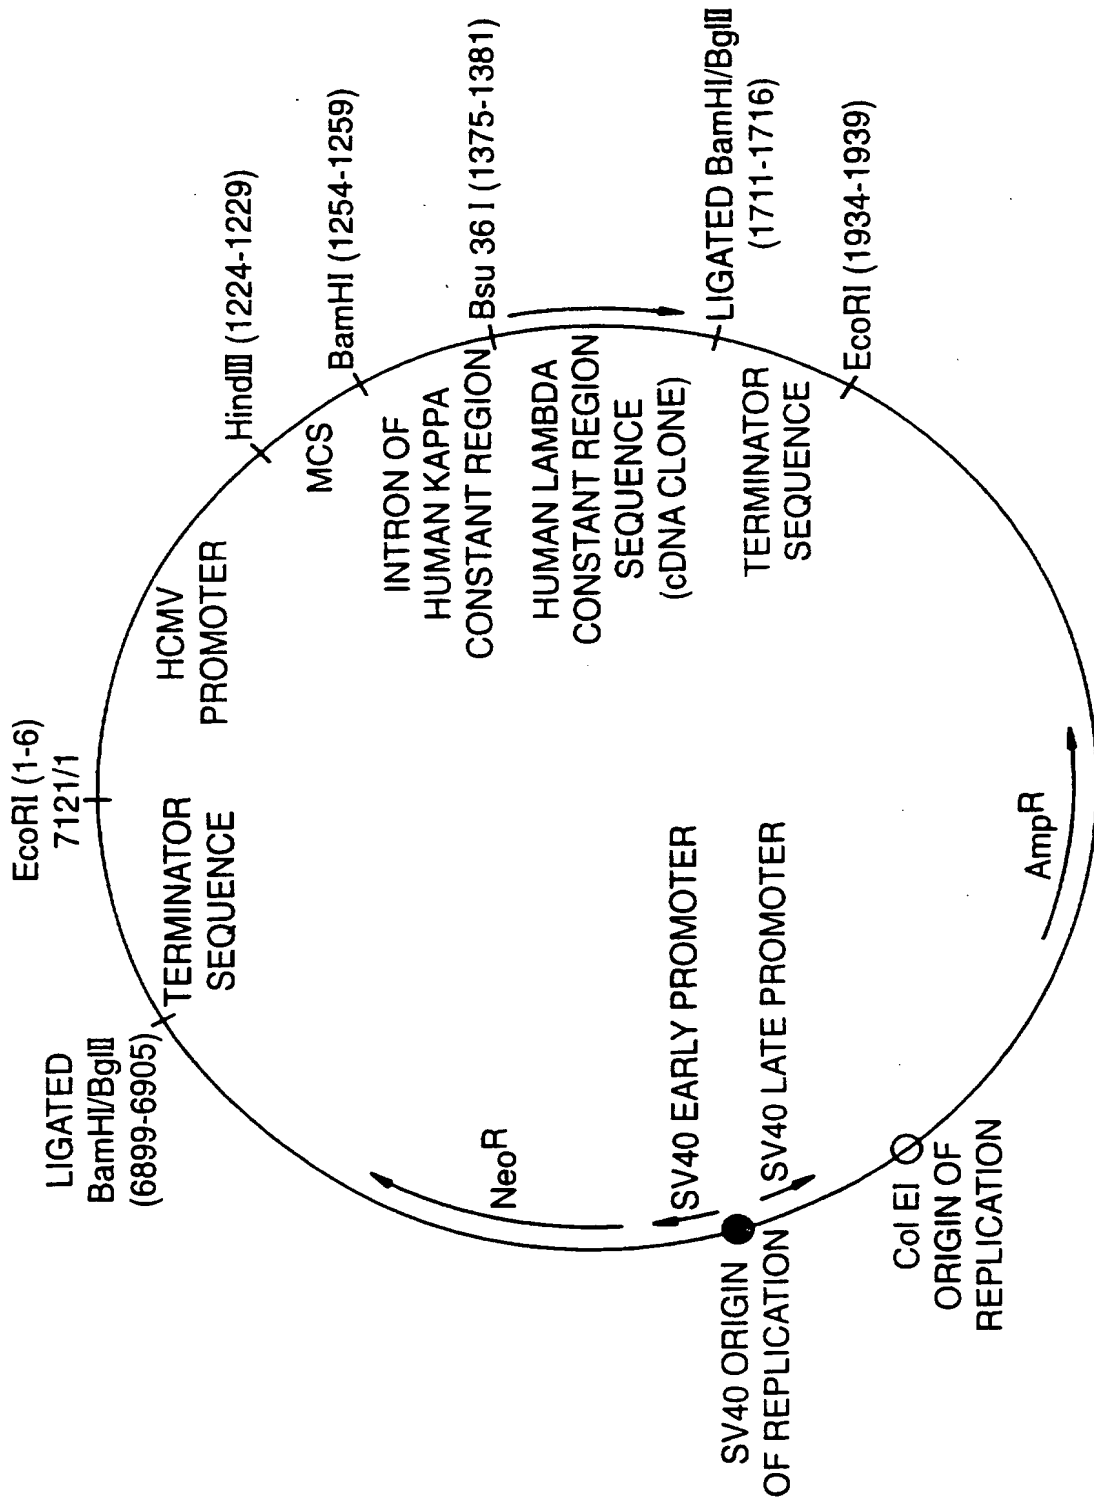 EcoRI (1-6)
7121/1
HindⅢ (1224-1229)
BamHI (1254-1259)
Bsu 36 I (1375-1381)
LIGATED BamHI/BglⅡ
(1711-1716)
EcoRI (1934-1939)
HCMV
PROMOTER
MCS
INTRON OF
HUMAN KAPPA
CONSTANT REGION
HUMAN LAMBDA
CONSTANT REGION
SEQUENCE
(cDNA CLONE)
TERMINATOR
SEQUENCE
AmpR
Col EI
ORIGIN OF
REPLICATION
SV40 LATE PROMOTER
SV40 EARLY PROMOTER
SV40 ORIGIN
OF REPLICATION
NeoR
LIGATED
BamHI/BglⅡ
(6899-6905)
TERMINATOR
SEQUENCE